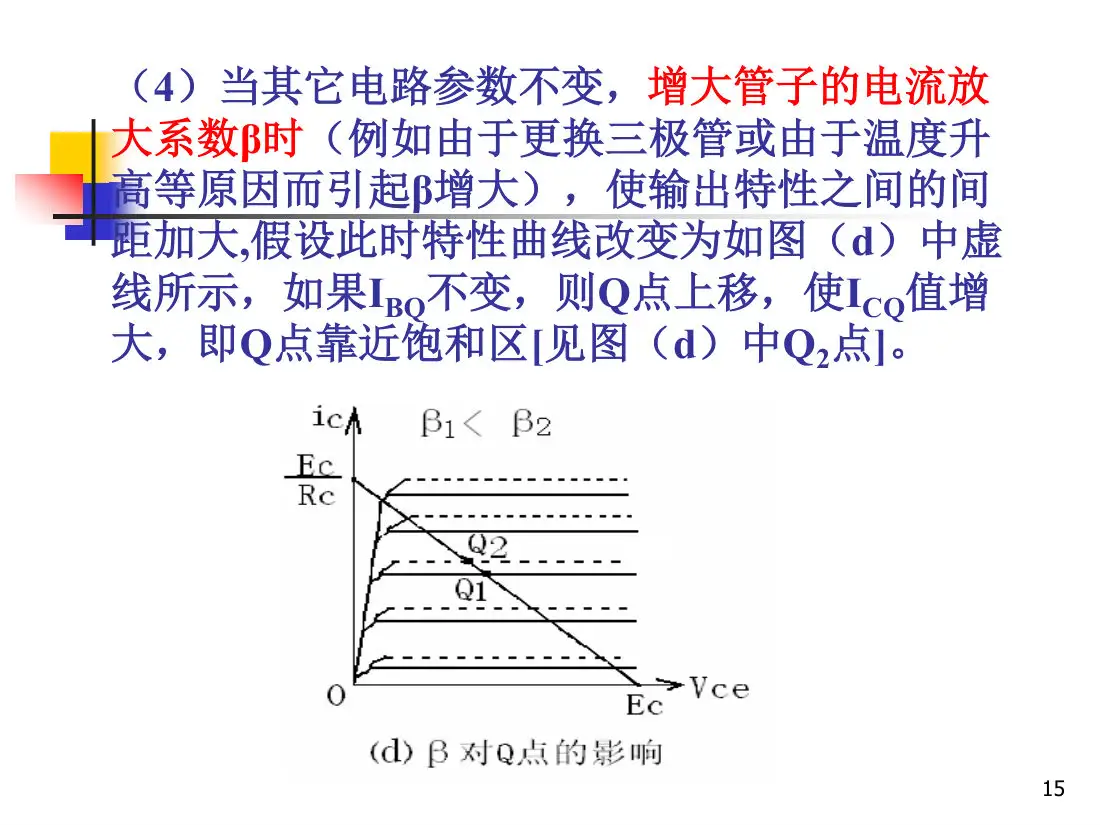 （4）当其它电路参数不变，增大管子的电流放
大系数β时（例如由于更换三极管或由于温度升
高等原因而引起β增大），使输出特性之间的间
距加大,假设此时特性曲线改变为如图（d）中虚
线所示，如果IBQ不变，则Q点上移，使ICQ值增
大，即Q点靠近饱和区[见图（d）中Q2点]。
ic
β1< β2
Ec
Rc
Q2
Q1
O
Ec
Vce
(d) β对Q点的影响
15